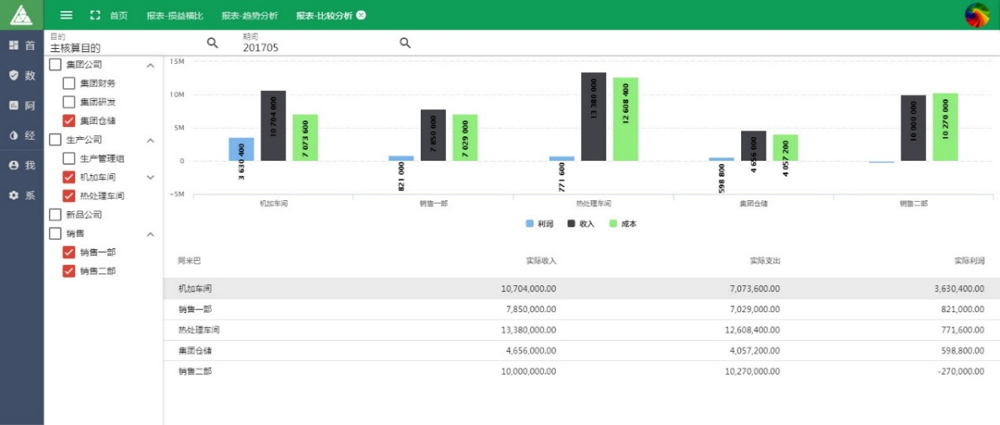 首页 报表-损益横比 报表-趋势分析 报表-比较分析
首
数
阿
经
我
系
目的
主核算目的
期间
201705
集团公司
集团财务
集团研发
集团仓储
生产公司
生产管理组
机加车间
热处理车间
新品公司
销售
销售一部
销售二部
15M
10M
5M
0
-5M
3 630 400
10 704 000
7 073 600
821 000
7 850 000
7 029 000
771 600
13 380 000
12 608 400
598 800
4 656 000
4 057 200
10 000 000
10 270 000
机加车间 销售一部 热处理车间 集团仓储 销售二部
利润 收入 成本
阿米巴 实际收入 实际支出 实际利润
机加车间 10,704,000.00 7,073,600.00 3,630,400.00
销售一部 7,850,000.00 7,029,000.00 821,000.00
热处理车间 13,380,000.00 12,608,400.00 771,600.00
集团仓储 4,656,000.00 4,057,200.00 598,800.00
销售二部 10,000,000.00 10,270,000.00 -270,000.00